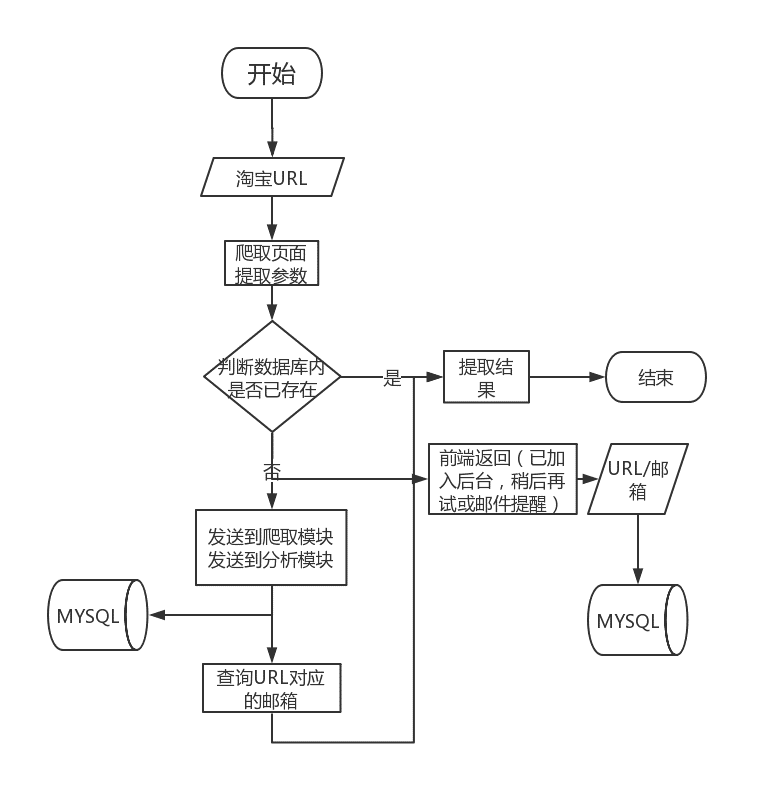 开始
淘宝URL
爬取页面
提取参数
判断数据库内
是否已存在
是
提取结
果
结束
否
前端返回（已加
入后台，稍后再
试或邮件提醒）
URL/邮
箱
发送到爬取模块
发送到分析模块
MYSQL
MYSQL
查询URL对应
的邮箱